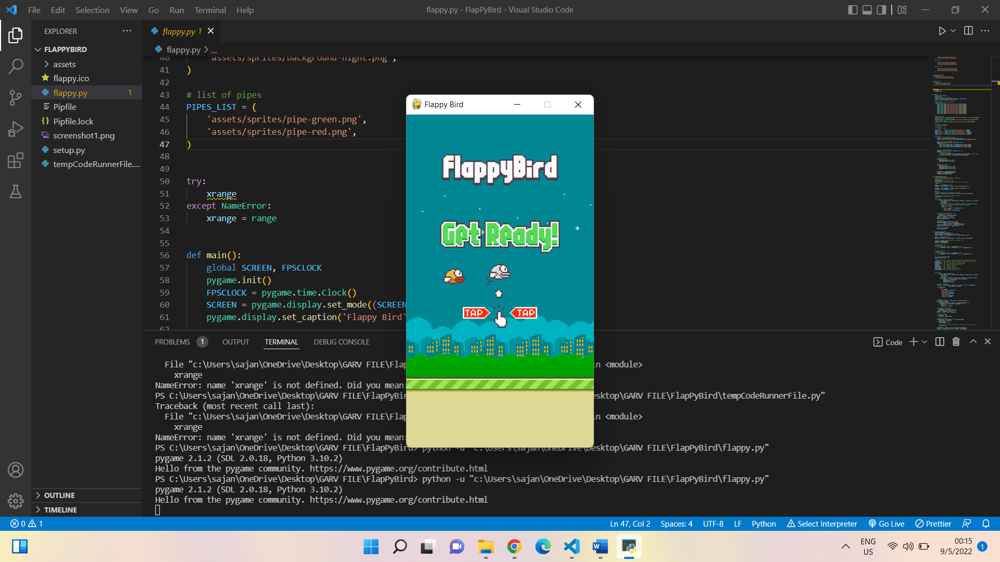 File Edit Selection View Go Run Terminal Help
flappy.py - FlapPyBird - Visual Studio Code
EXPLORER
FLAPPYBIRD
assets
flappy.ico
flappy.py 1
Pipfile
Pipfile.lock
screenshot1.png
setup.py
tempCodeRunnerFile....
OUTLINE
TIMELINE
flappy.py 1
flappy.py > ...
40 'assets/sprites/background-night.png',
41 )
42
43 # list of pipes
44 PIPES_LIST = (
45 'assets/sprites/pipe-green.png',
46 'assets/sprites/pipe-red.png',
47 )
48
49
50 try:
51 xrange
52 except NameError:
53 xrange = range
54
55
56 def main():
57 global SCREEN, FPSCLOCK
58 pygame.init()
59 FPSCLOCK = pygame.time.Clock()
60 SCREEN = pygame.display.set_mode((SCREEN
61 pygame.display.set_caption('Flappy Bird'
62
Flappy Bird
FlappyBird
Get Ready!
TAP TAP
PROBLEMS 1 OUTPUT TERMINAL DEBUG CONSOLE
Code
File "c:\Users\sajan\OneDrive\Desktop\GARV FILE\Flap in <module>
xrange
NameError: name 'xrange' is not defined. Did you mean:
PS C:\Users\sajan\OneDrive\Desktop\GARV FILE\FlapPyBir sktop\GARV FILE\FlapPyBird\tempCodeRunnerFile.py"
Traceback (most recent call last):
File "c:\Users\sajan\OneDrive\Desktop\GARV FILE\Flap in <module>
xrange
NameError: name 'xrange' is not defined. Did you mean:
PS C:\Users\sajan\OneDrive\Desktop\GARV FILE\FlapPyBird> python -u "c:\Users\sajan\OneDrive\Desktop\GARV FILE\FlapPyBird\flappy.py"
pygame 2.1.2 (SDL 2.0.18, Python 3.10.2)
Hello from the pygame community. https://www.pygame.org/contribute.html
PS C:\Users\sajan\OneDrive\Desktop\GARV FILE\FlapPyBird> python -u "c:\Users\sajan\OneDrive\Desktop\GARV FILE\FlapPyBird\flappy.py"
pygame 2.1.2 (SDL 2.0.18, Python 3.10.2)
Hello from the pygame community. https://www.pygame.org/contribute.html
0 1
Ln 47, Col 2 Spaces: 4 UTF-8 LF Python Select Interpreter Go Live Prettier
ENG
US
00:15
9/5/2022
1